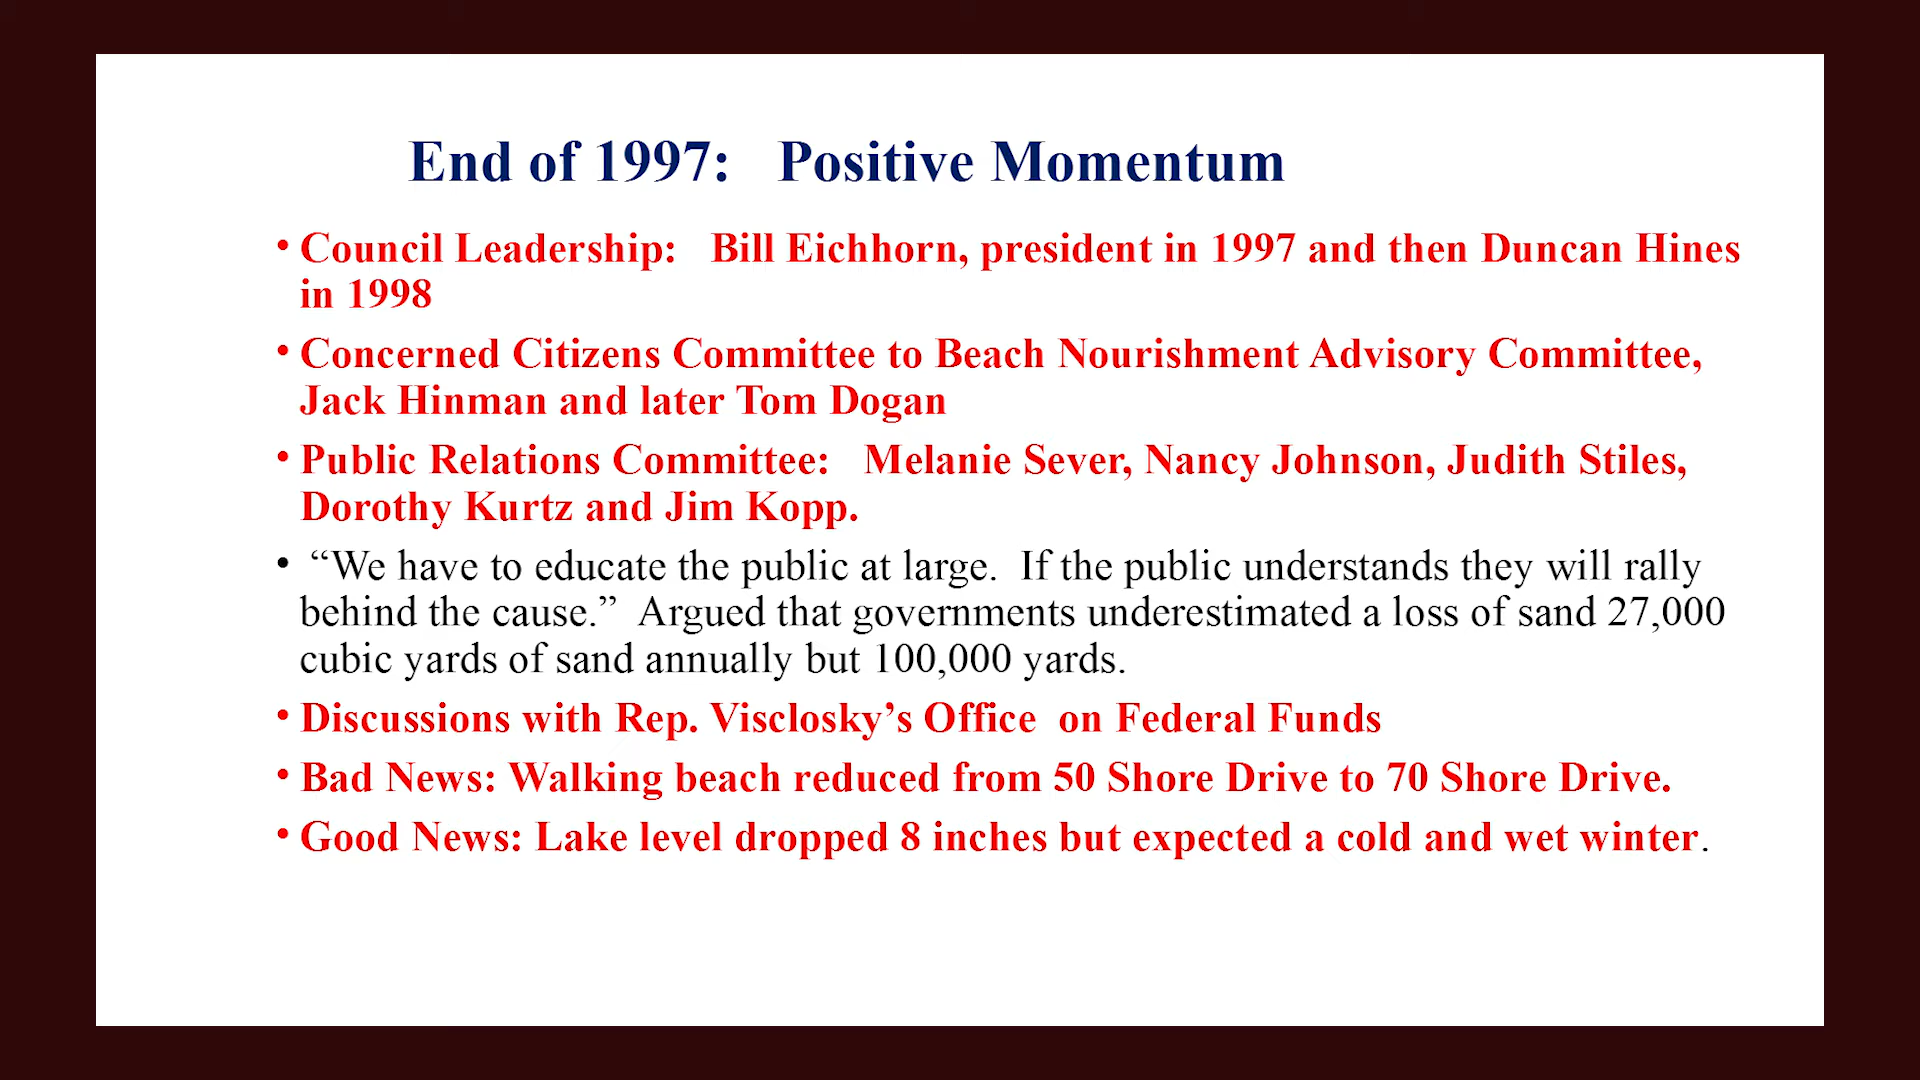 End of 1997:   Positive Momentum
• Council Leadership:   Bill Eichhorn, president in 1997 and then Duncan Hines
in 1998
• Concerned Citizens Committee to Beach Nourishment Advisory Committee,
Jack Hinman and later Tom Dogan
• Public Relations Committee:   Melanie Sever, Nancy Johnson, Judith Stiles,
Dorothy Kurtz and Jim Kopp.
• “We have to educate the public at large.  If the public understands they will rally
behind the cause.”  Argued that governments underestimated a loss of sand 27,000
cubic yards of sand annually but 100,000 yards.
• Discussions with Rep. Visclosky’s Office  on Federal Funds
• Bad News: Walking beach reduced from 50 Shore Drive to 70 Shore Drive.
• Good News: Lake level dropped 8 inches but expected a cold and wet winter.